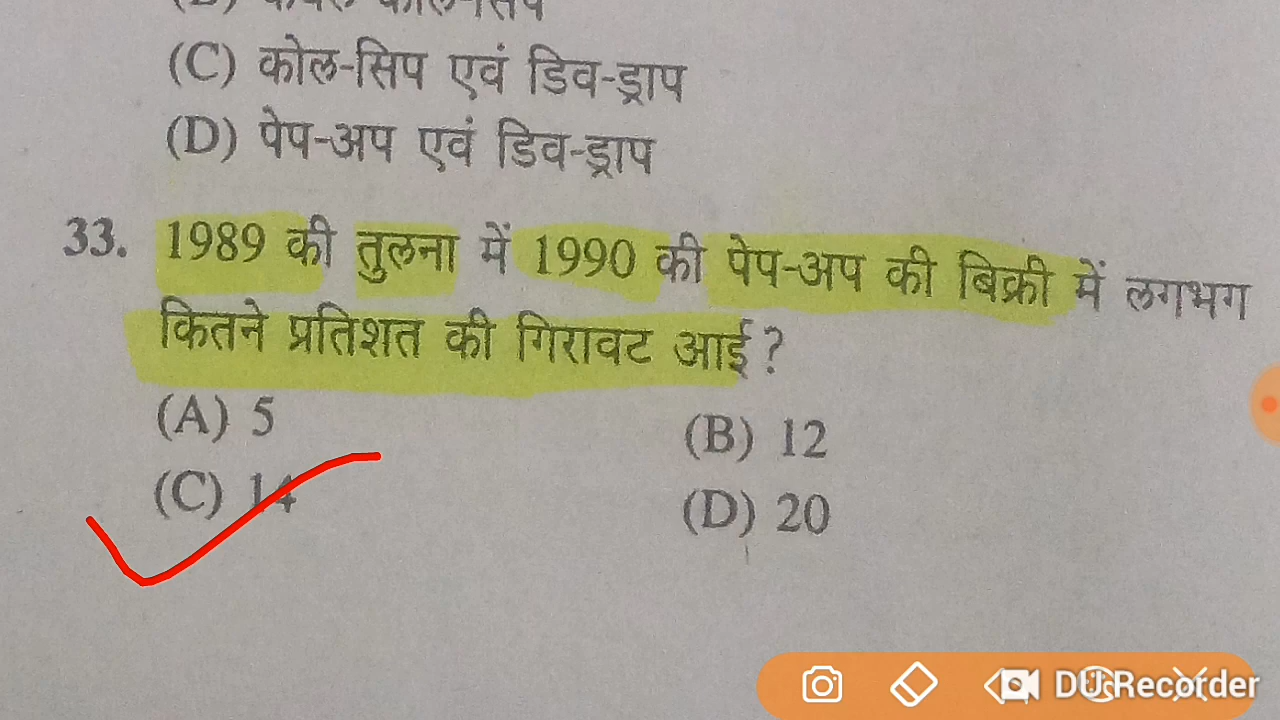 (C) कोल-सिप एवं डिव-ड्राप
(D) पेप-अप एवं डिव-ड्राप
33. 1989 की तुलना में 1990 की पेप-अप की बिक्री में लगभग
कितने प्रतिशत की गिरावट आई?
(A) 5 (B) 12
(C) 14 (D) 20
DU Recorder